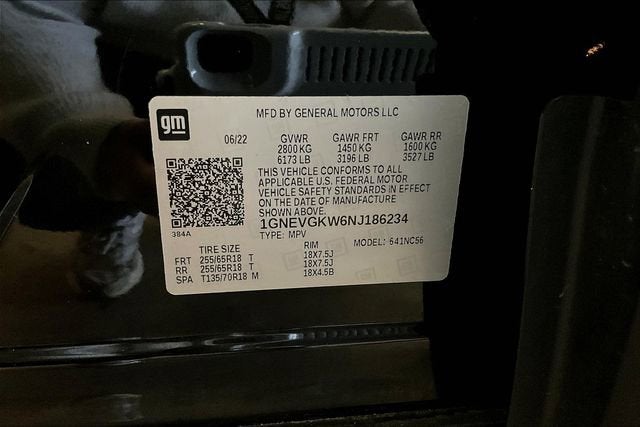 gm
MFD BY GENERAL MOTORS LLC
06/22 GVWR GAWR FRT GAWR RR
2800 KG 1450 KG 1600 KG
6173 LB 3196 LB 3527 LB
THIS VEHICLE CONFORMS TO ALL
APPLICABLE U.S. FEDERAL MOTOR
VEHICLE SAFETY STANDARDS IN EFFECT
ON THE DATE OF MANUFACTURE
SHOWN ABOVE.
1GNEVGKW6NJ186234
384A
TYPE: MPV
MODEL: 641NC56
TIRE SIZE RIM
FRT 255/65R18 T 18X7.5J
RR 255/65R18 T 18X7.5J
SPA T135/70R18 M 18X4.5B